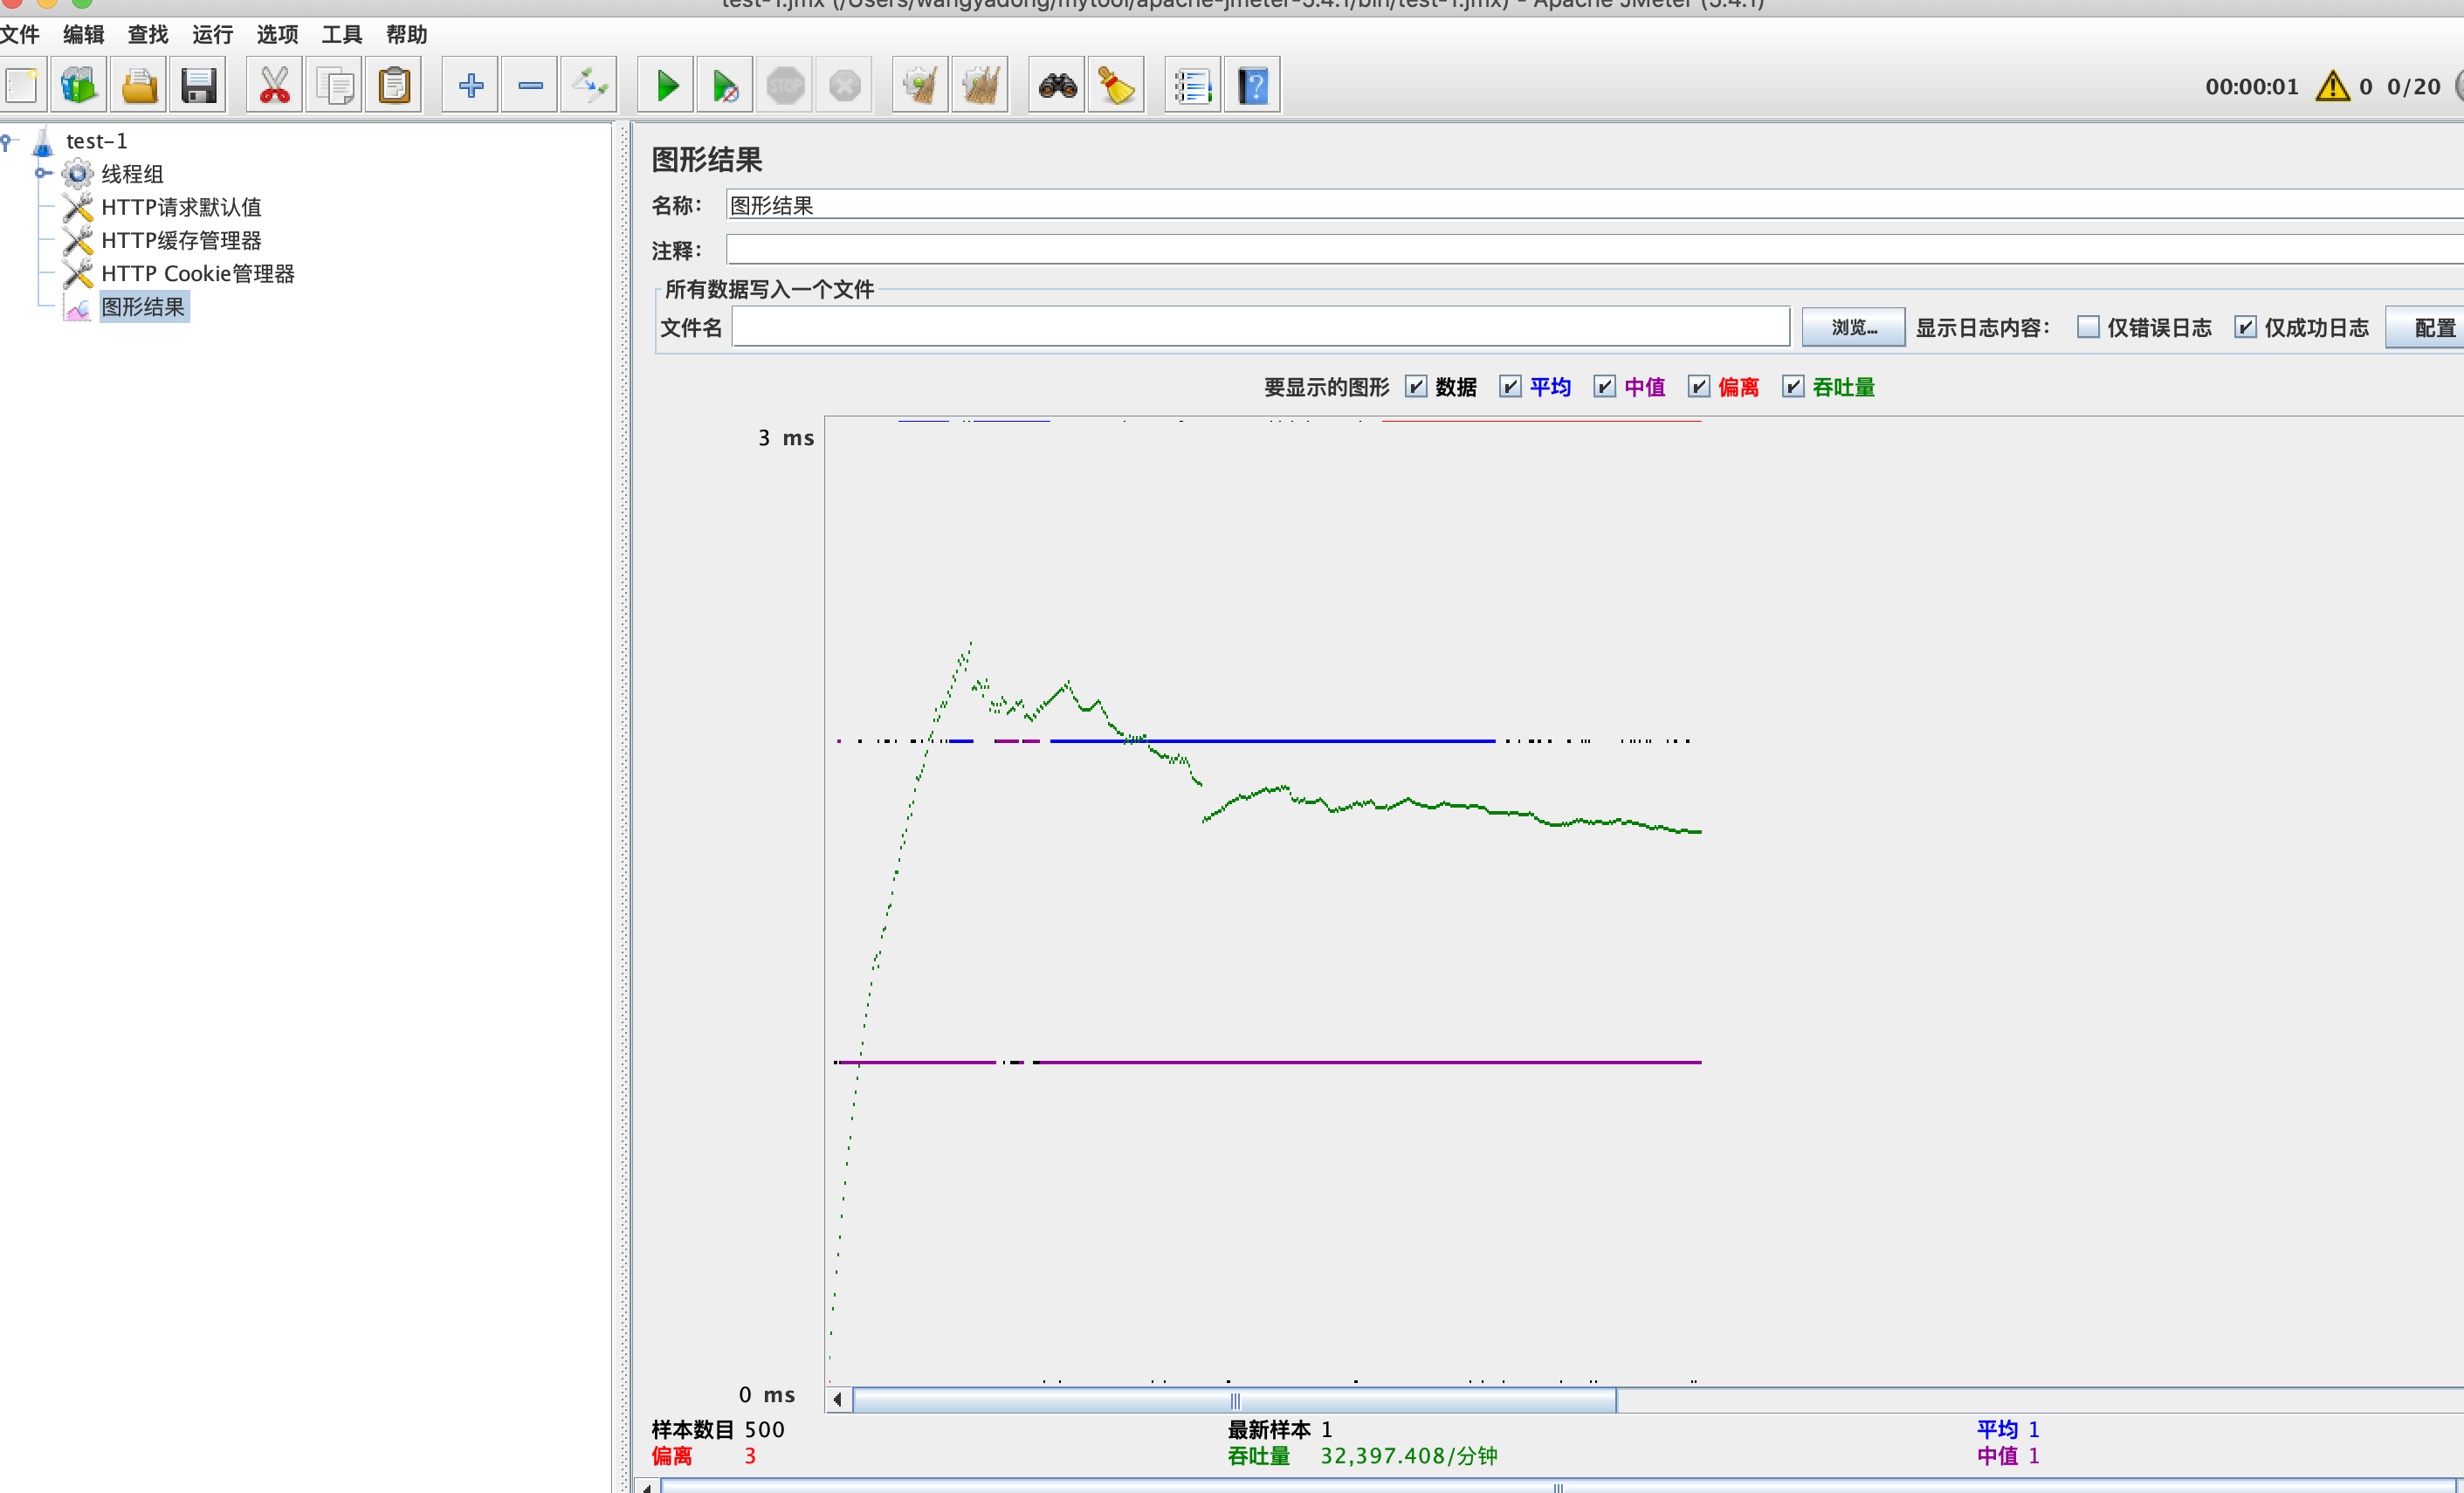 test-1.jmx (/Users/wangyadong/mytool/apache-jmeter-5.4.1/bin/test-1.jmx) - Apache JMeter (5.4.1)
文件 编辑 查找 运行 选项 工具 帮助
STOP
00:00:01 0 0/20
test-1
线程组
HTTP请求默认值
HTTP缓存管理器
HTTP Cookie管理器
图形结果
图形结果
名称： 图形结果
注释：
所有数据写入一个文件
文件名 浏览... 显示日志内容： 仅错误日志 仅成功日志 配置
要显示的图形 数据 平均 中值 偏离 吞吐量
3 ms
0 ms
样本数目 500 最新样本 1 平均 1
偏离 3 吞吐量 32,397.408/分钟 中值 1